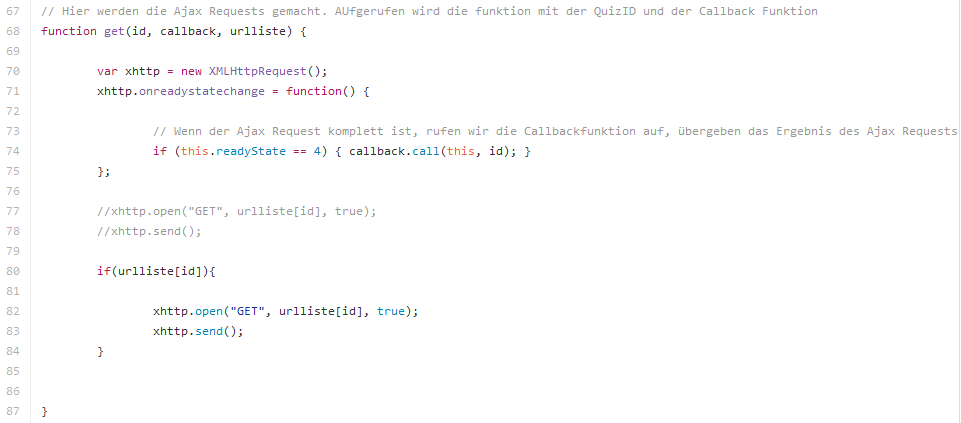 67 // Hier werden die Ajax Requests gemacht. AUfgerufen wird die funktion mit der QuizID und der Callback Funktion
68 function get(id, callback, urlliste) {
69
70 var xhttp = new XMLHttpRequest();
71 xhttp.onreadystatechange = function() {
72
73 // Wenn der Ajax Request komplett ist, rufen wir die Callbackfunktion auf, übergeben das Ergebnis des Ajax Requests
74 if (this.readyState == 4) { callback.call(this, id); }
75 };
76
77 //xhttp.open("GET", urlliste[id], true);
78 //xhttp.send();
79
80 if(urlliste[id]){
81
82 xhttp.open("GET", urlliste[id], true);
83 xhttp.send();
84 }
85
86
87 }